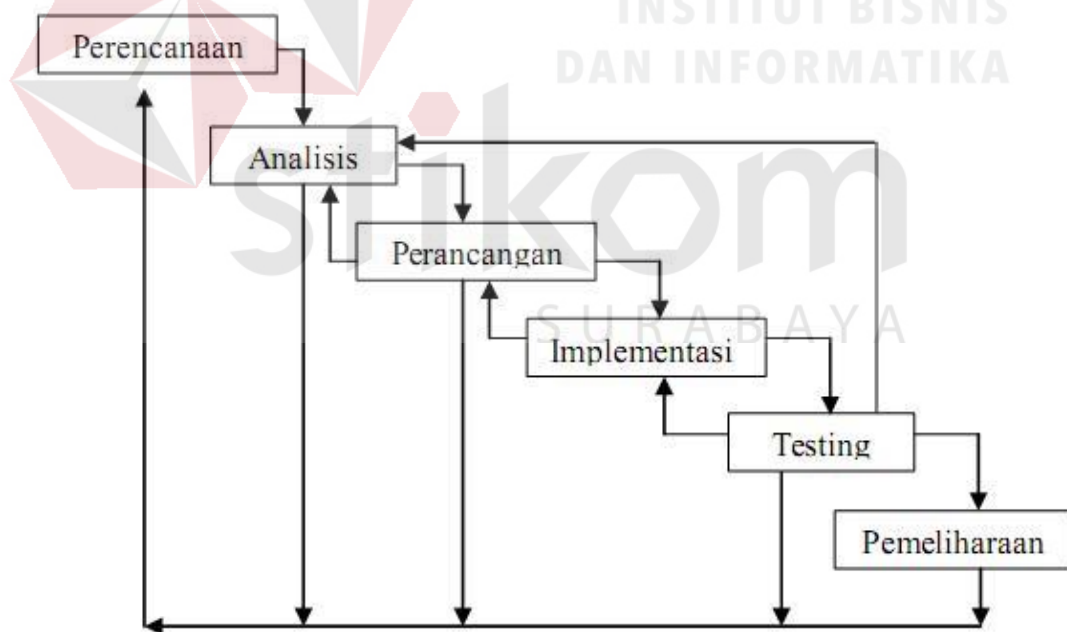 INSTITUT BISNIS
DAN INFORMATIKA
Perencanaan
Analisis
stikom
Perancangan
SURABAYA
Implementasi
Testing
Pemeliharaan